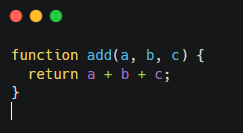 function add(a, b, c) {
  return a + b + c;
}